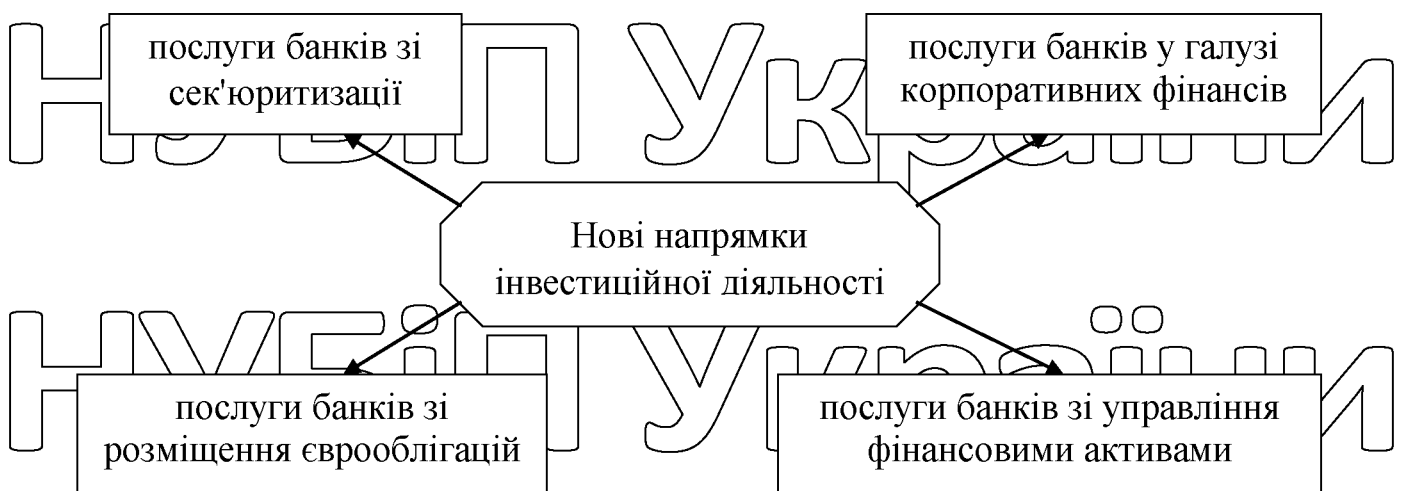 НУБіП України
послуги банків зі
сек'юритизації
послуги банків у галузі
корпоративних фінансів
Нові напрямки
інвестиційної діяльності
НУБіП України
послуги банків зі
розміщення єврооблігацій
послуги банків зі управління
фінансовими активами